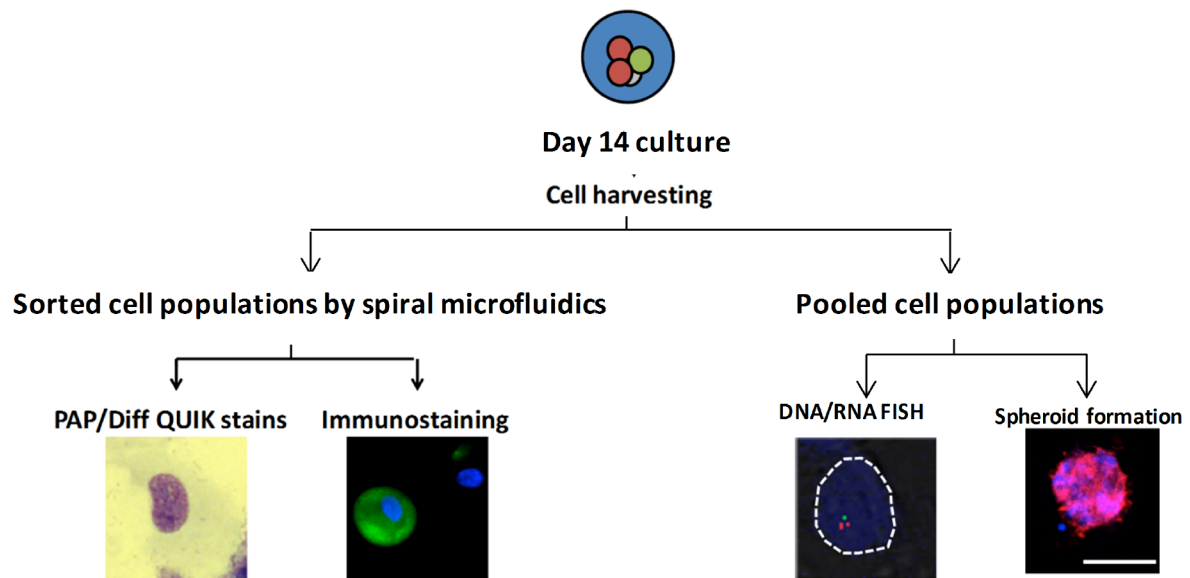 Day 14 culture
Cell harvesting
Sorted cell populations by spiral microfluidics
Pooled cell populations
PAP/Diff QUIK stains
Immunostaining
DNA/RNA FISH
Spheroid formation